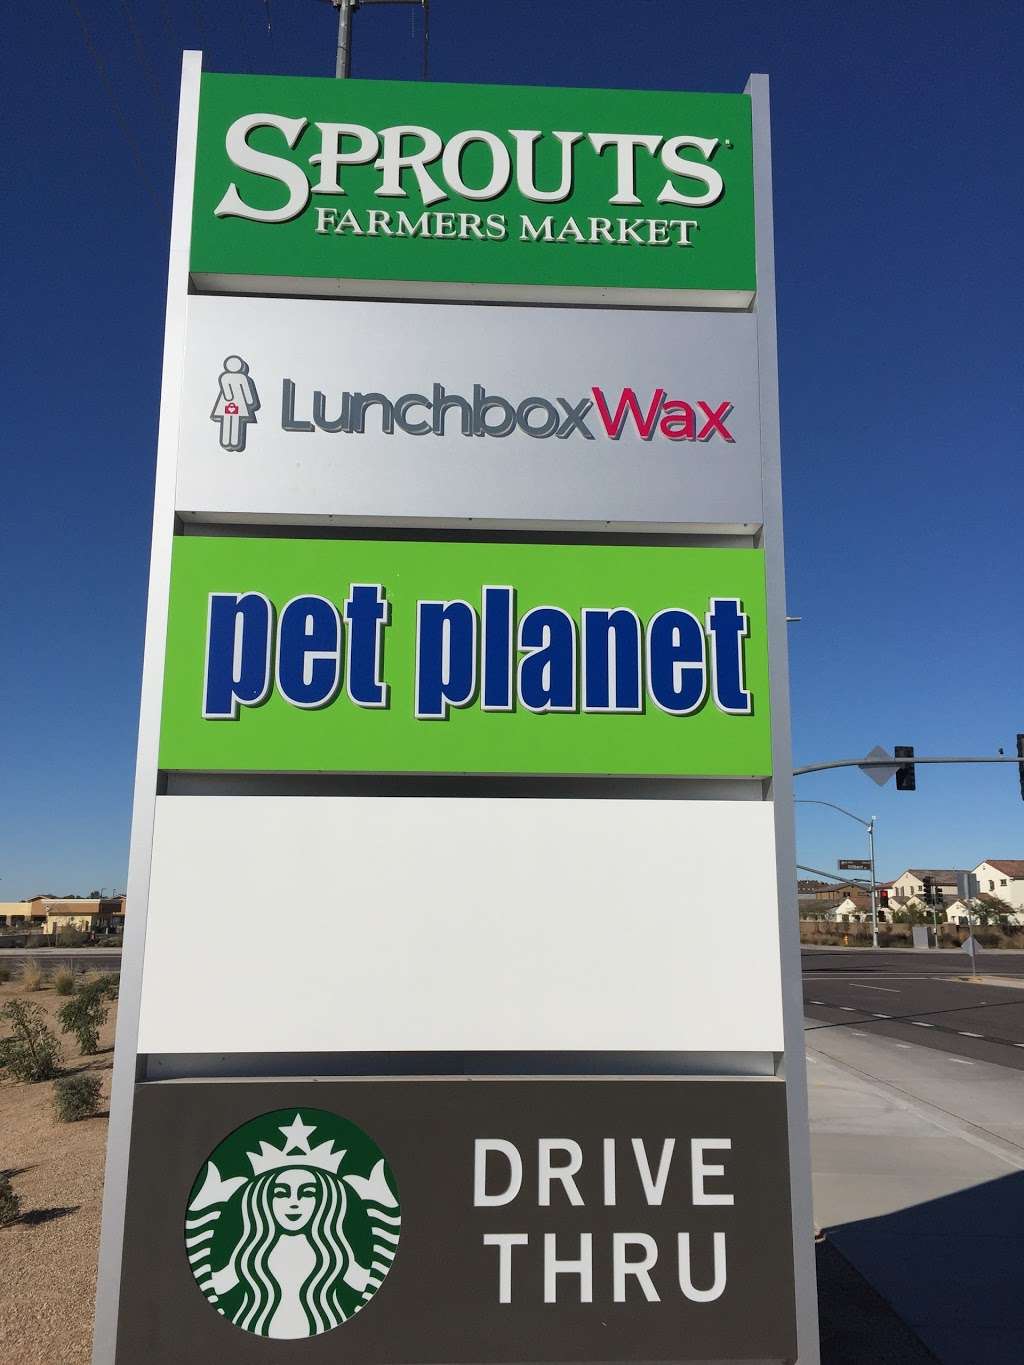 SPROUTS
FARMERS MARKET
LunchboxWax
pet planet
DRIVE
THRU